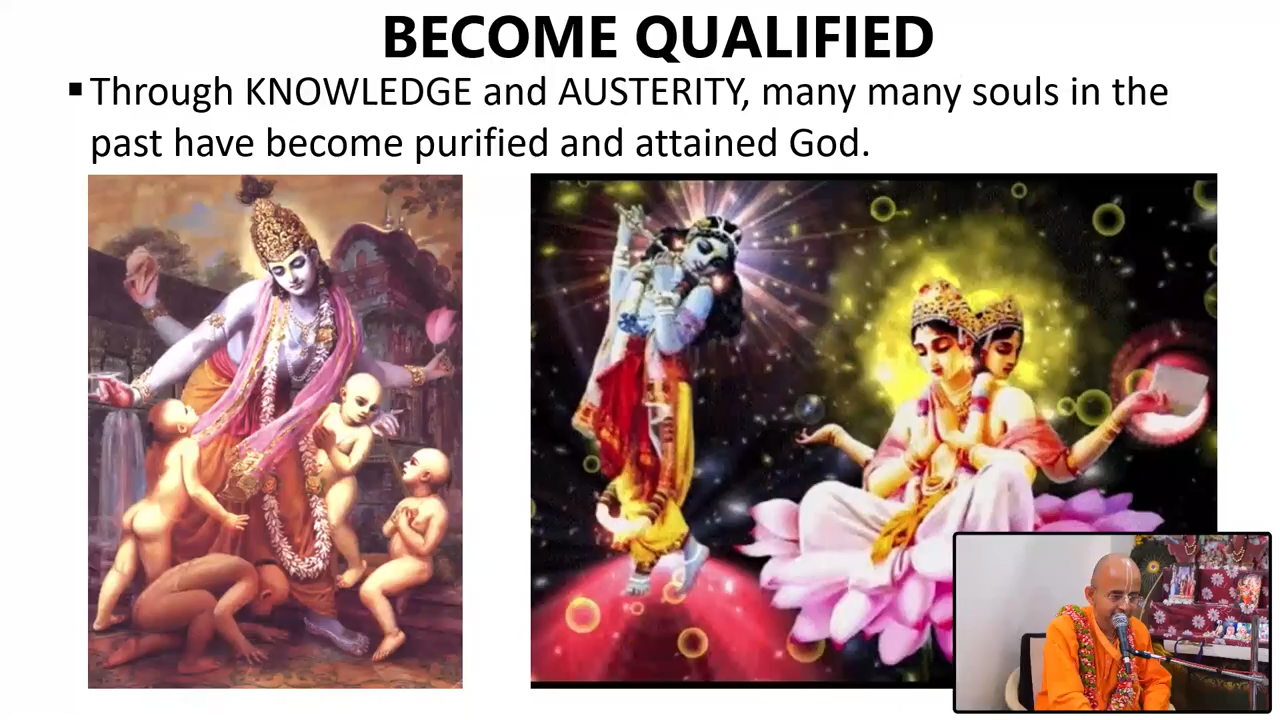 BECOME QUALIFIED
▪ Through KNOWLEDGE and AUSTERITY, many many souls in the
past have become purified and attained God.